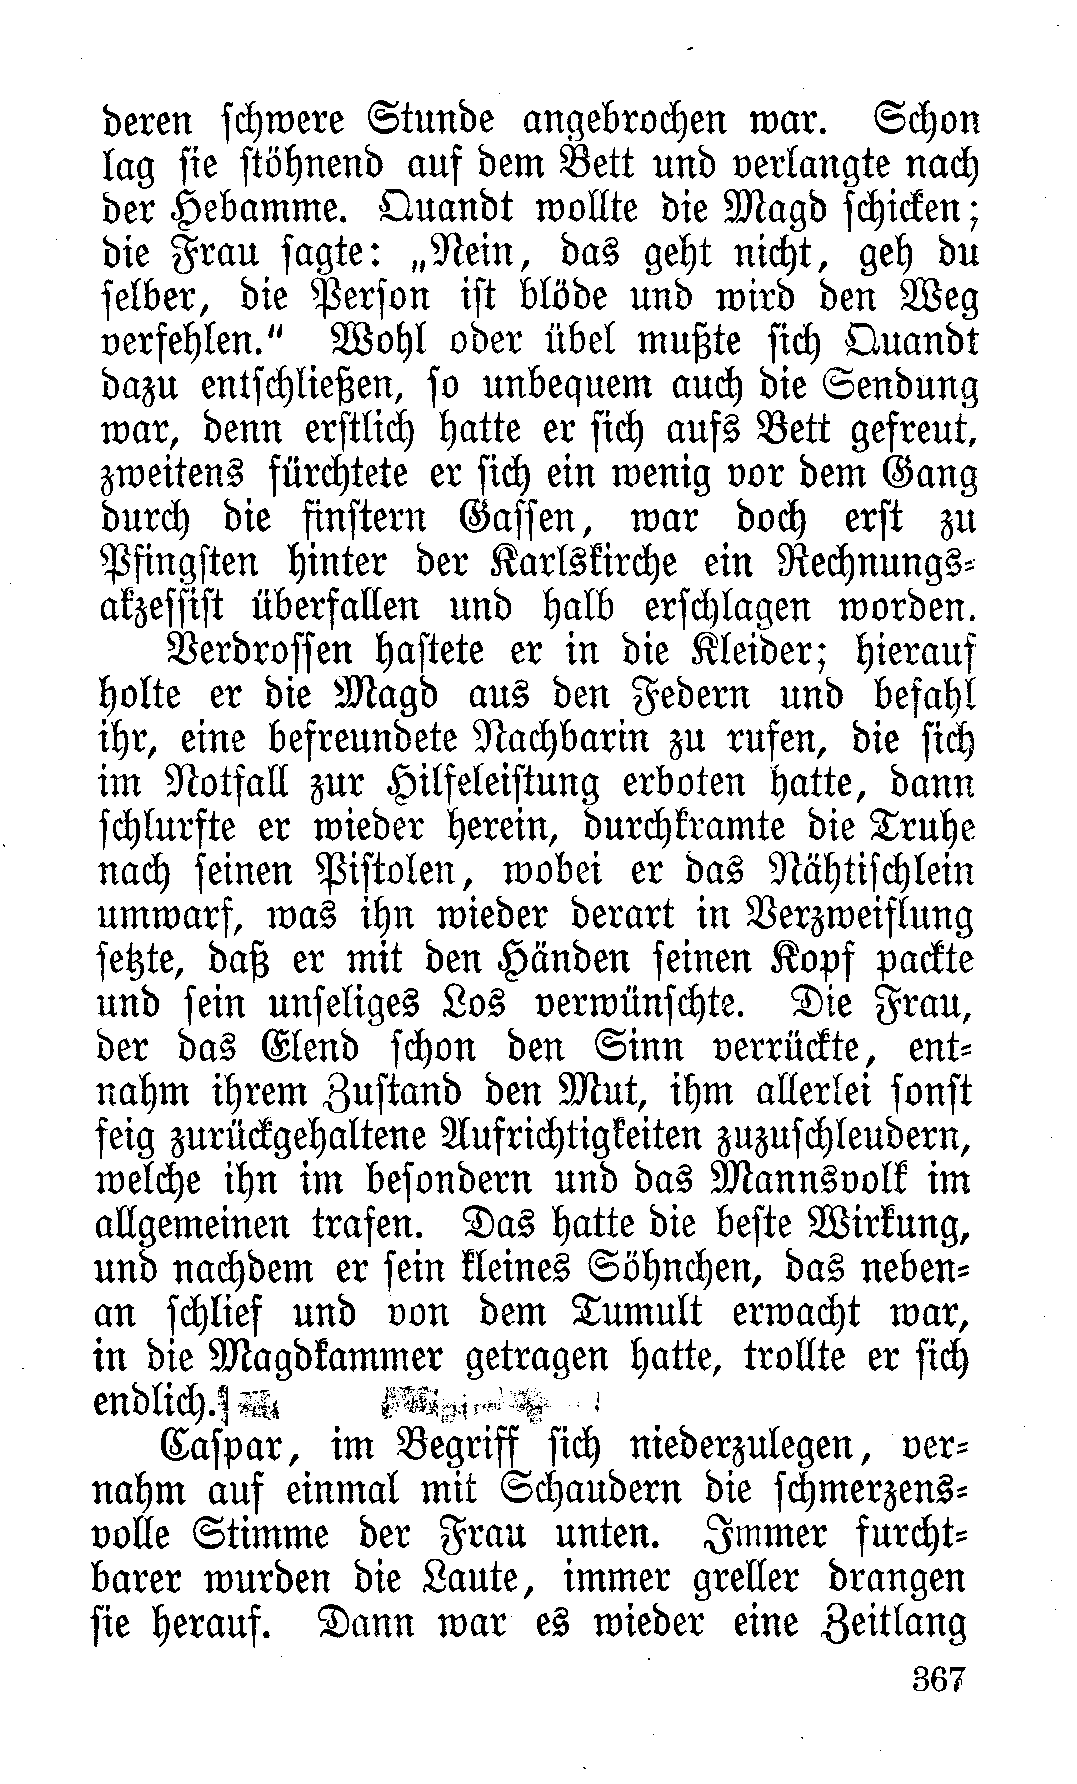 deren schwere Stunde angebrochen war. Schon
lag sie stöhnend auf dem Bett und verlangte nach
der Hebamme. Quandt wollte die Magd schicken;
die Frau sagte: „Nein, das geht nicht, geh du
selber, die Person ist blöde und wird den Weg
verfehlen.“ Wohl oder übel mußte sich Quandt
dazu entschließen, so unbequem auch die Sendung
war, denn erstlich hatte er sich aufs Bett gefreut,
zweitens fürchtete er sich ein wenig vor dem Gang
durch die finstern Gassen, war doch erst zu
Pfingsten hinter der Karlskirche ein Rechnungs-
akzessist überfallen und halb erschlagen worden.
Verdrossen hastete er in die Kleider; hierauf
holte er die Magd aus den Federn und befahl
ihr, eine befreundete Nachbarin zu rufen, die sich
im Notfall zur Hilfeleistung erboten hatte, dann
schlurfte er wieder herein, durchkramte die Truhe
nach seinen Pistolen, wobei er das Nähtischlein
umwarf, was ihn wieder derart in Verzweiflung
setzte, daß er mit den Händen seinen Kopf packte
und sein unseliges Los verwünschte. Die Frau,
der das Elend schon den Sinn verrückte, ent-
nahm ihrem Zustand den Mut, ihm allerlei sonst
feig zurückgehaltene Aufrichtigkeiten zuzuschleudern,
welche ihn im besondern und das Mannsvolk im
allgemeinen trafen. Das hatte die beste Wirkung,
und nachdem er sein kleines Söhnchen, das neben-
an schlief und von dem Tumult erwacht war,
in die Magdkammer getragen hatte, trollte er sich
endlich.
Caspar, im Begriff sich niederzulegen, ver-
nahm auf einmal mit Schaudern die schmerzens-
volle Stimme der Frau unten. Immer furcht-
barer wurden die Laute, immer greller drangen
sie herauf. Dann war es wieder eine Zeitlang
367